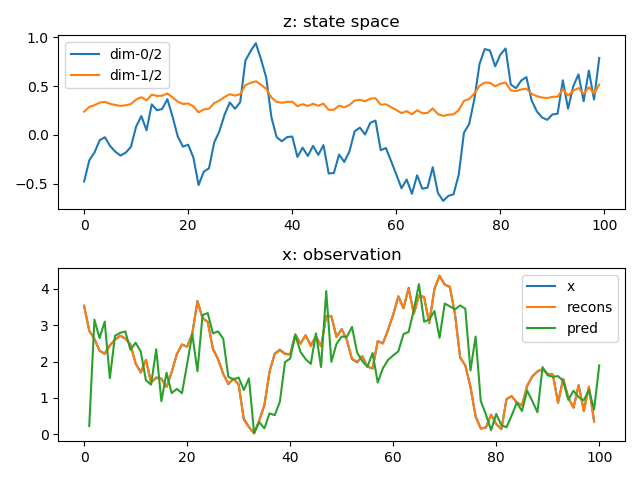 z: state space
1.0
0.5
0.0
−0.5
dim-0/2
dim-1/2
0 20 40 60 80 100
x: observation
4
3
2
1
0
x
recons
pred
0 20 40 60 80 100